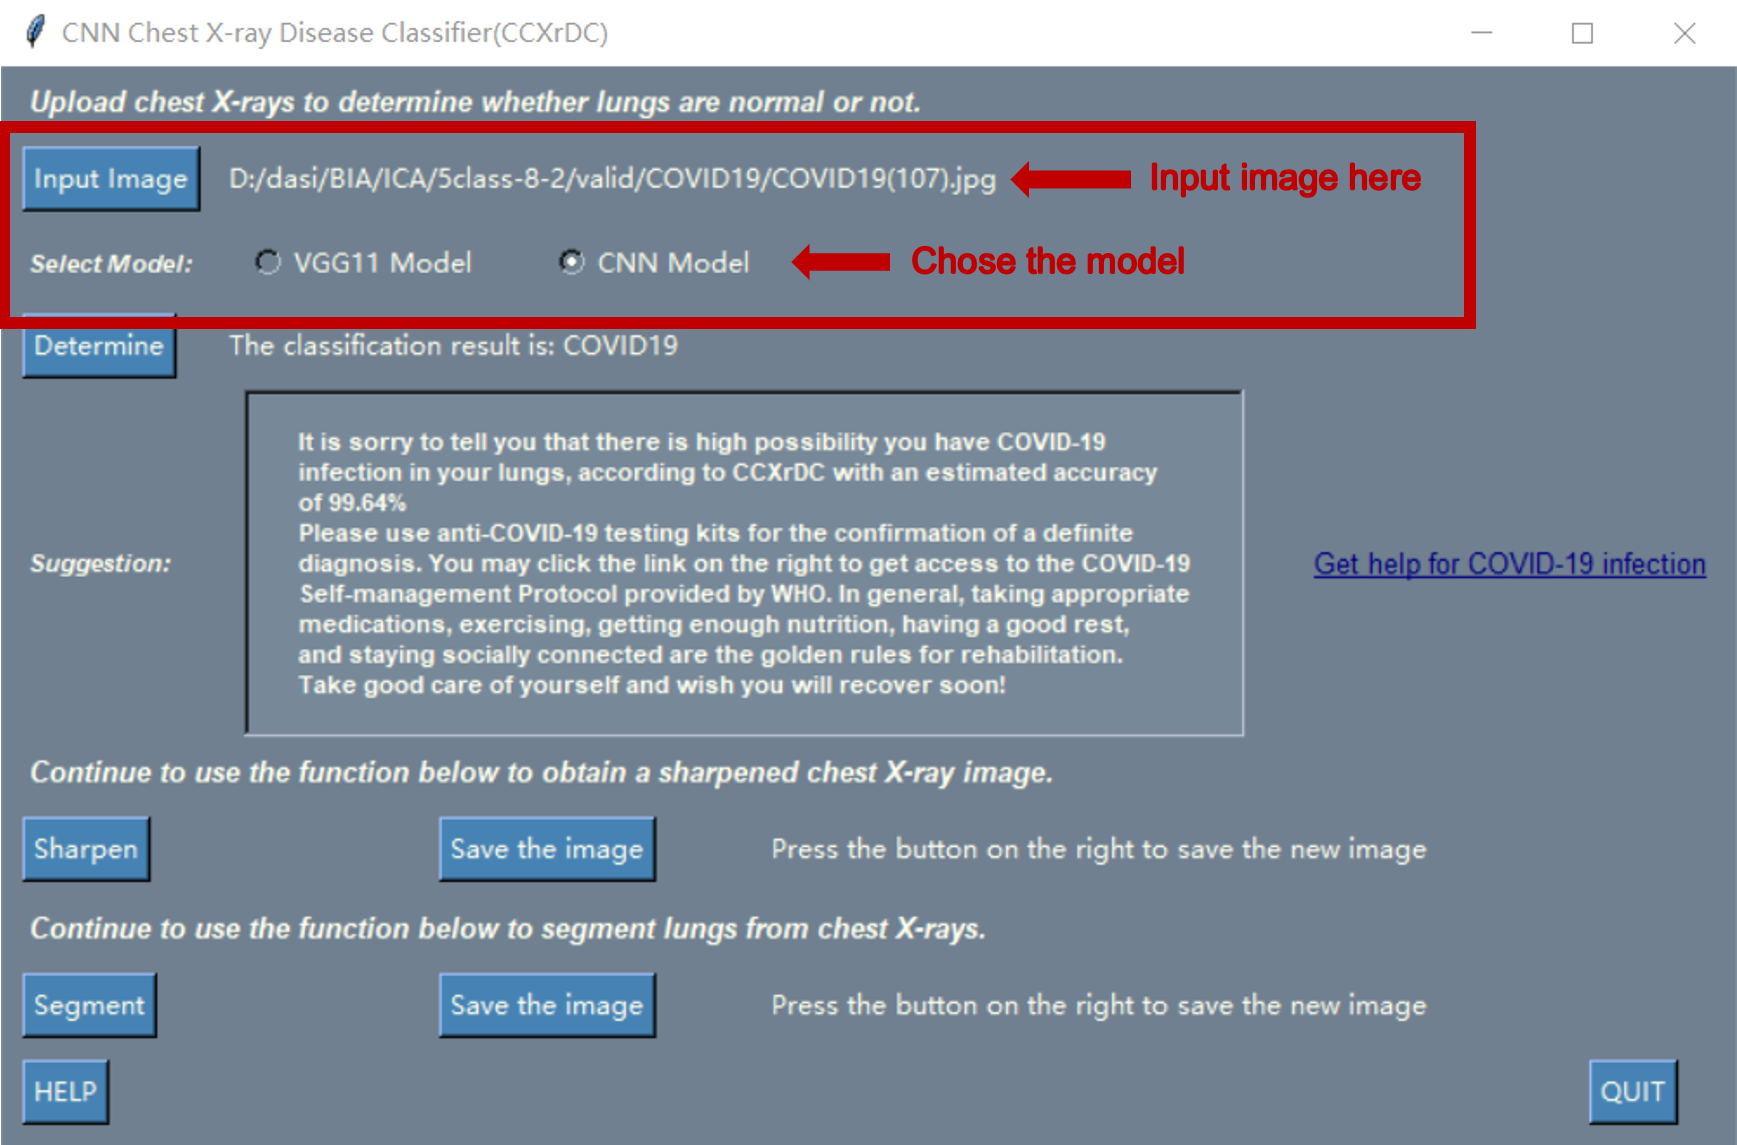 CNN Chest X-ray Disease Classifier(CCXrDC)
Upload chest X-rays to determine whether lungs are normal or not.
Input Image D:/dasi/BIA/ICA/5class-8-2/valid/COVID19/COVID19(107).jpg Input image here
Select Model: VGG11 Model CNN Model Chose the model
Determine The classification result is: COVID19
It is sorry to tell you that there is high possibility you have COVID-19
infection in your lungs, according to CCXrDC with an estimated accuracy
of 99.64%
Please use anti-COVID-19 testing kits for the confirmation of a definite
diagnosis. You may click the link on the right to get access to the COVID-19
Self-management Protocol provided by WHO. In general, taking appropriate
medications, exercising, getting enough nutrition, having a good rest,
and staying socially connected are the golden rules for rehabilitation.
Take good care of yourself and wish you will recover soon!
Suggestion:
Get help for COVID-19 infection
Continue to use the function below to obtain a sharpened chest X-ray image.
Sharpen Save the image Press the button on the right to save the new image
Continue to use the function below to segment lungs from chest X-rays.
Segment Save the image Press the button on the right to save the new image
HELP QUIT